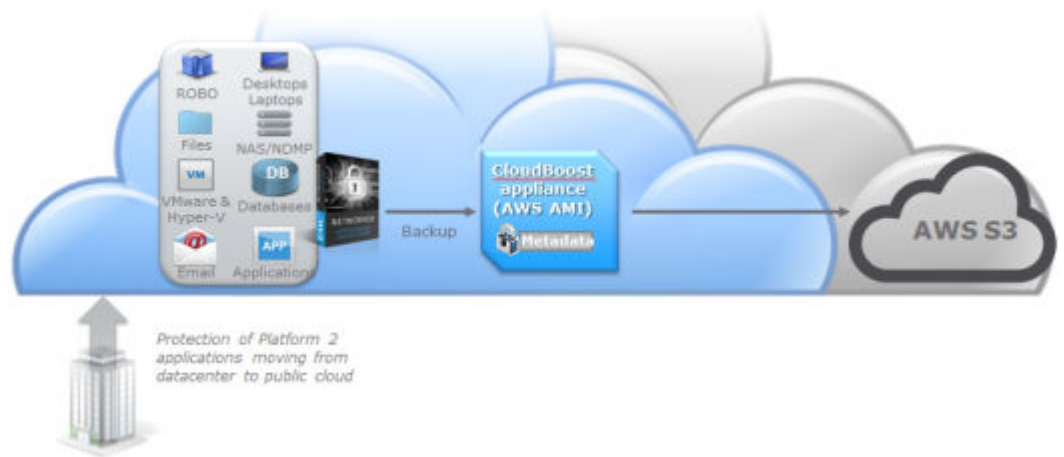 ROBO
Desktops
Laptops
Files
NAS/NDMP
VM
DB
VMware &
Hyper-V
Databases
APP
Email
Applications
Backup
CloudBoost
appliance
(AWS AMI)
Metadata
AWS S3
Protection of Platform 2
applications moving from
datacenter to public cloud